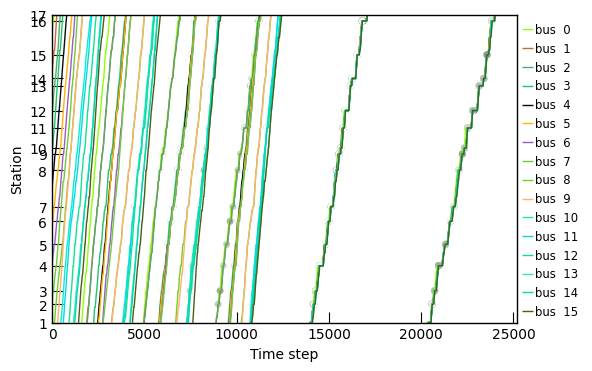 17
16
15
14
13
12
11
10
9
8
7
6
5
4
3
2
1
Station
0 5000 10000 15000 20000 25000
Time step
bus 0
bus 1
bus 2
bus 3
bus 4
bus 5
bus 6
bus 7
bus 8
bus 9
bus 10
bus 11
bus 12
bus 13
bus 14
bus 15